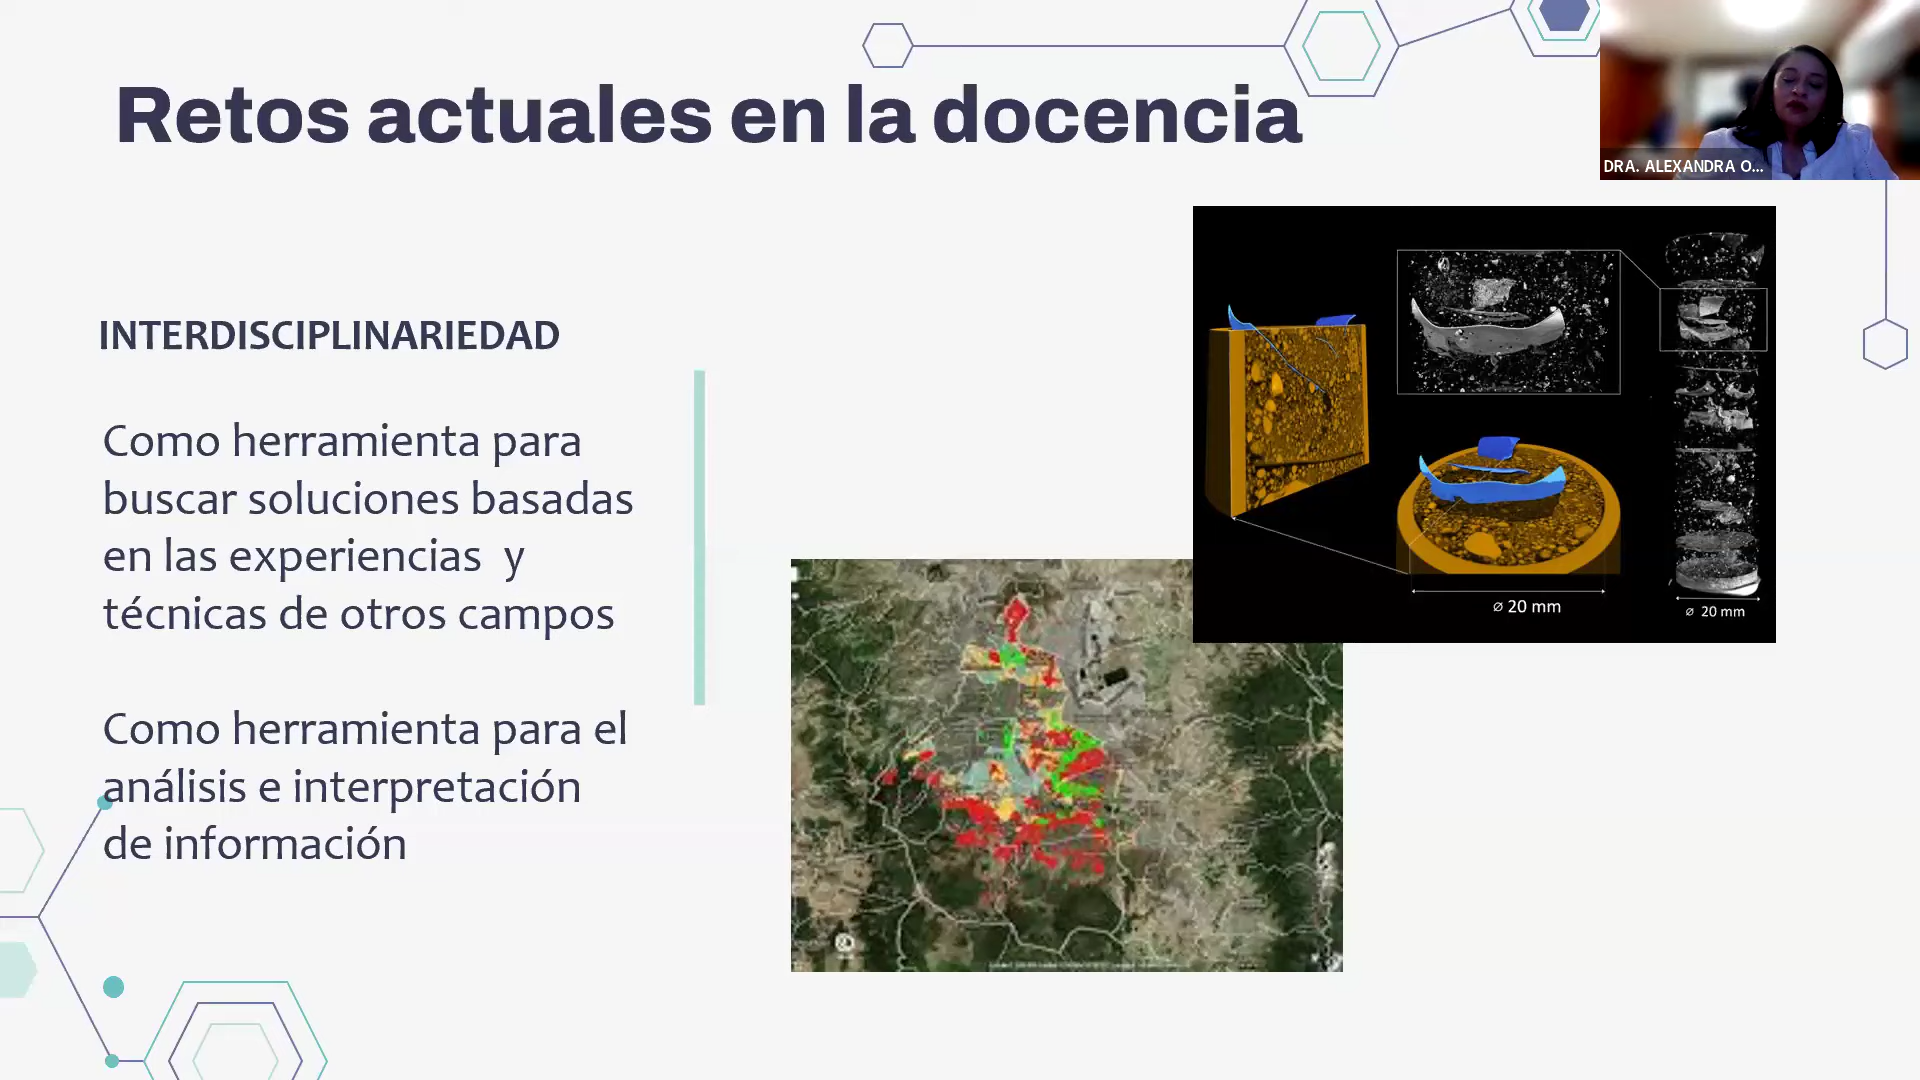 Retos actuales en la docencia
DRA. ALEXANDRA O...
INTERDISCIPLINARIEDAD
Como herramienta para
buscar soluciones basadas
en las experiencias y
técnicas de otros campos
Como herramienta para el
análisis e interpretación
de información
⌀ 20 mm
⌀ 20 mm